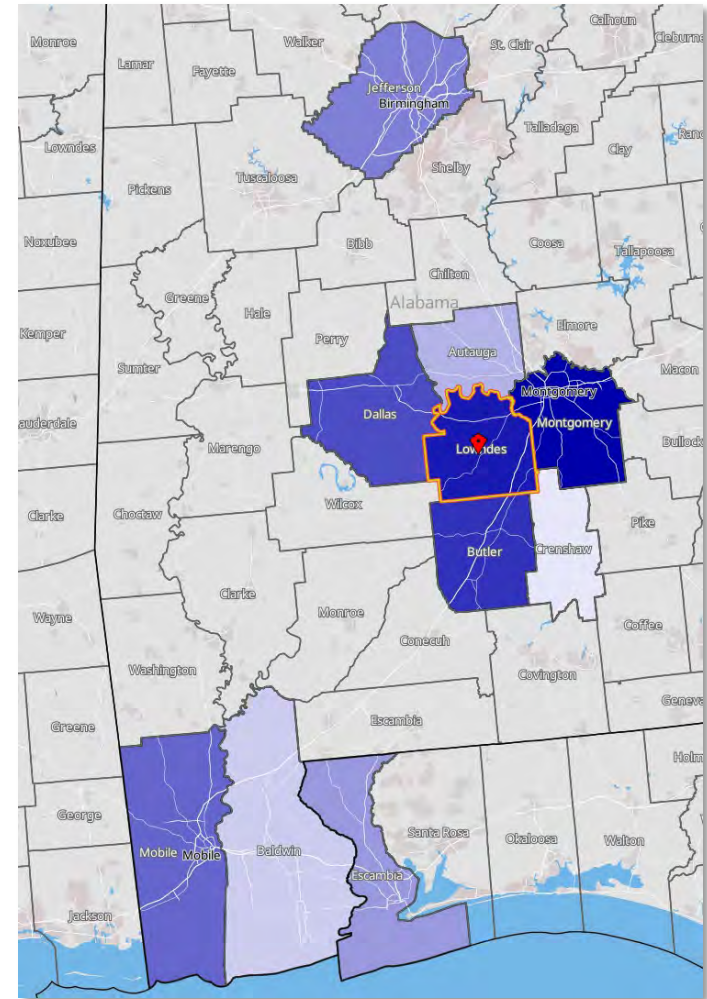 Calhoun
Monroe
Walker
St. Clair
Cleburne
Lamar
Fayette
Jefferson
Birmingham
Talladega
Lowndes
Clay
Shelby
Pickens
Tuscaloosa
Noxubee
Bibb
Coosa
Tallapoosa
Chilton
Greene
Hale
Alabama
Kemper
Perry
Elmore
Sumter
Autauga
Macon
Montgomery
auderdale
Dallas
Montgomery
Marengo
Lowndes
Bullock
Wilcox
Clarke
Choctaw
Pike
Butler
Crenshaw
Clarke
Wayne
Monroe
Coffee
Conecuh
Washington
Covington
Geneva
Greene
Escambia
Holm
George
Santa Rosa
Okaloosa
Walton
Mobile
Mobile
Baldwin
Escambia
Jackson